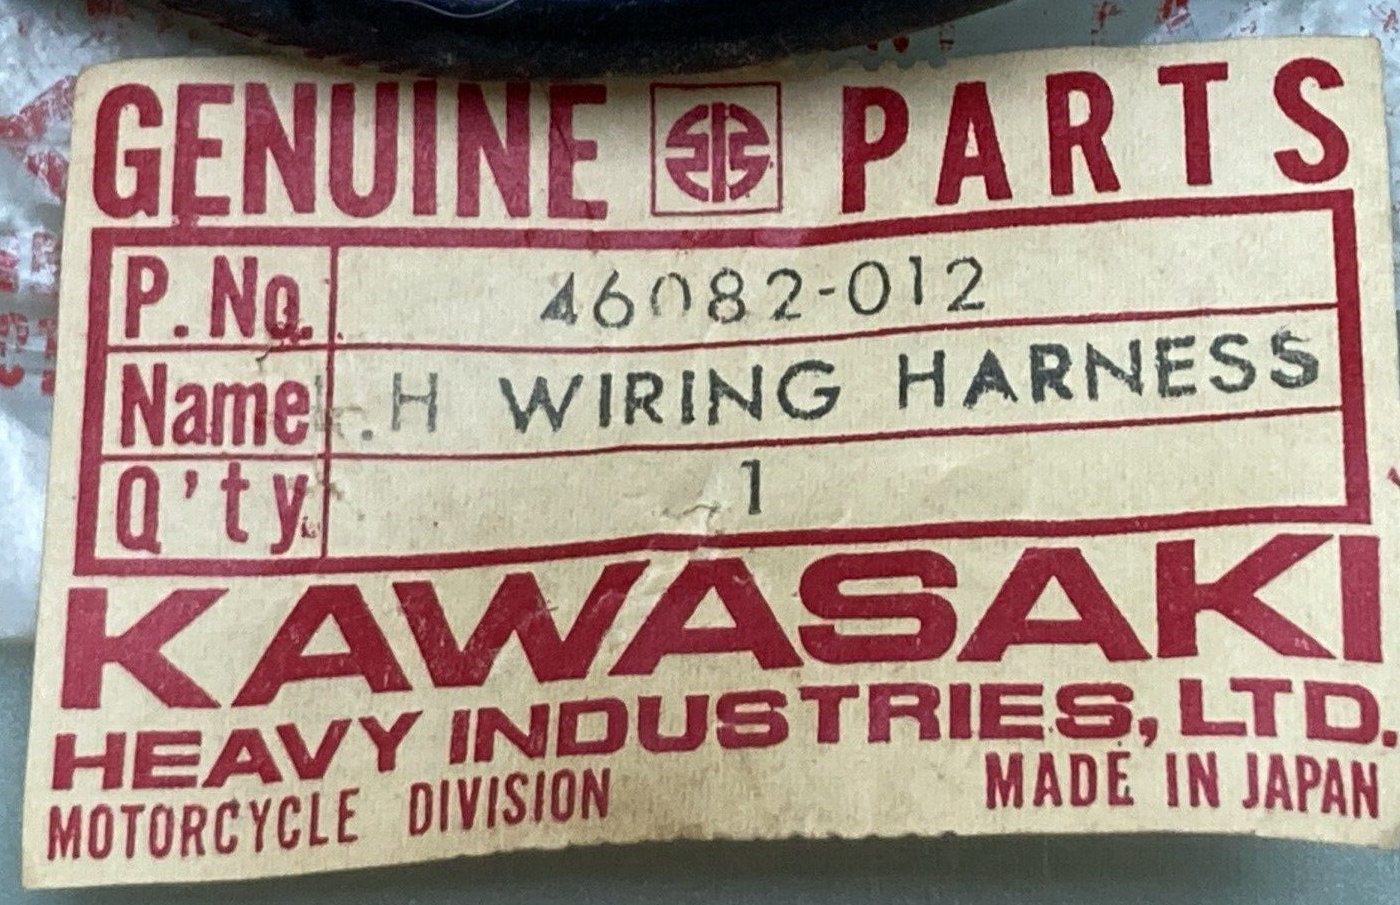 GENUINE PARTS
P. No. 46082-012
Name .H WIRING HARNESS
Q'ty. 1
KAWASAKI
HEAVY INDUSTRIES, LTD.
MOTORCYCLE DIVISION MADE IN JAPAN